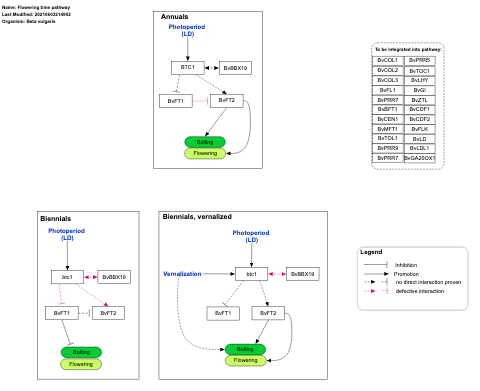 Name: Flowering time pathway
Last Modified: 20210603214902
Organism: Beta vulgaris
Annuals
Photoperiod
(LD)
BTC1
BvBBX19
BvFT1
BvFT2
Bolting
Flowering
To be integrated into pathway:
BvCOL1 BvPRR5
BvCOL2 BvTOC1
BvCOL3 BvLHY
BvFL1 BvGI
BvPRR7 BvZTL
BvBFT1 BvCDF1
BvCEN1 BvCDF2
BvMFT1 BvFLK
BvTOL1 BvLD
BvPRR9 BvLDL1
BvPRR7 BvGA20OX1
Biennials
Photoperiod
(LD)
btc1
BvBBX19
BvFT1
BvFT2
Bolting
Flowering
Biennials, vernalized
Photoperiod
(LD)
Vernalization
btc1
BvBBX19
BvFT1
BvFT2
Bolting
Flowering
Legend
Inhibition
Promotion
no direct interaction proven
defective interaction